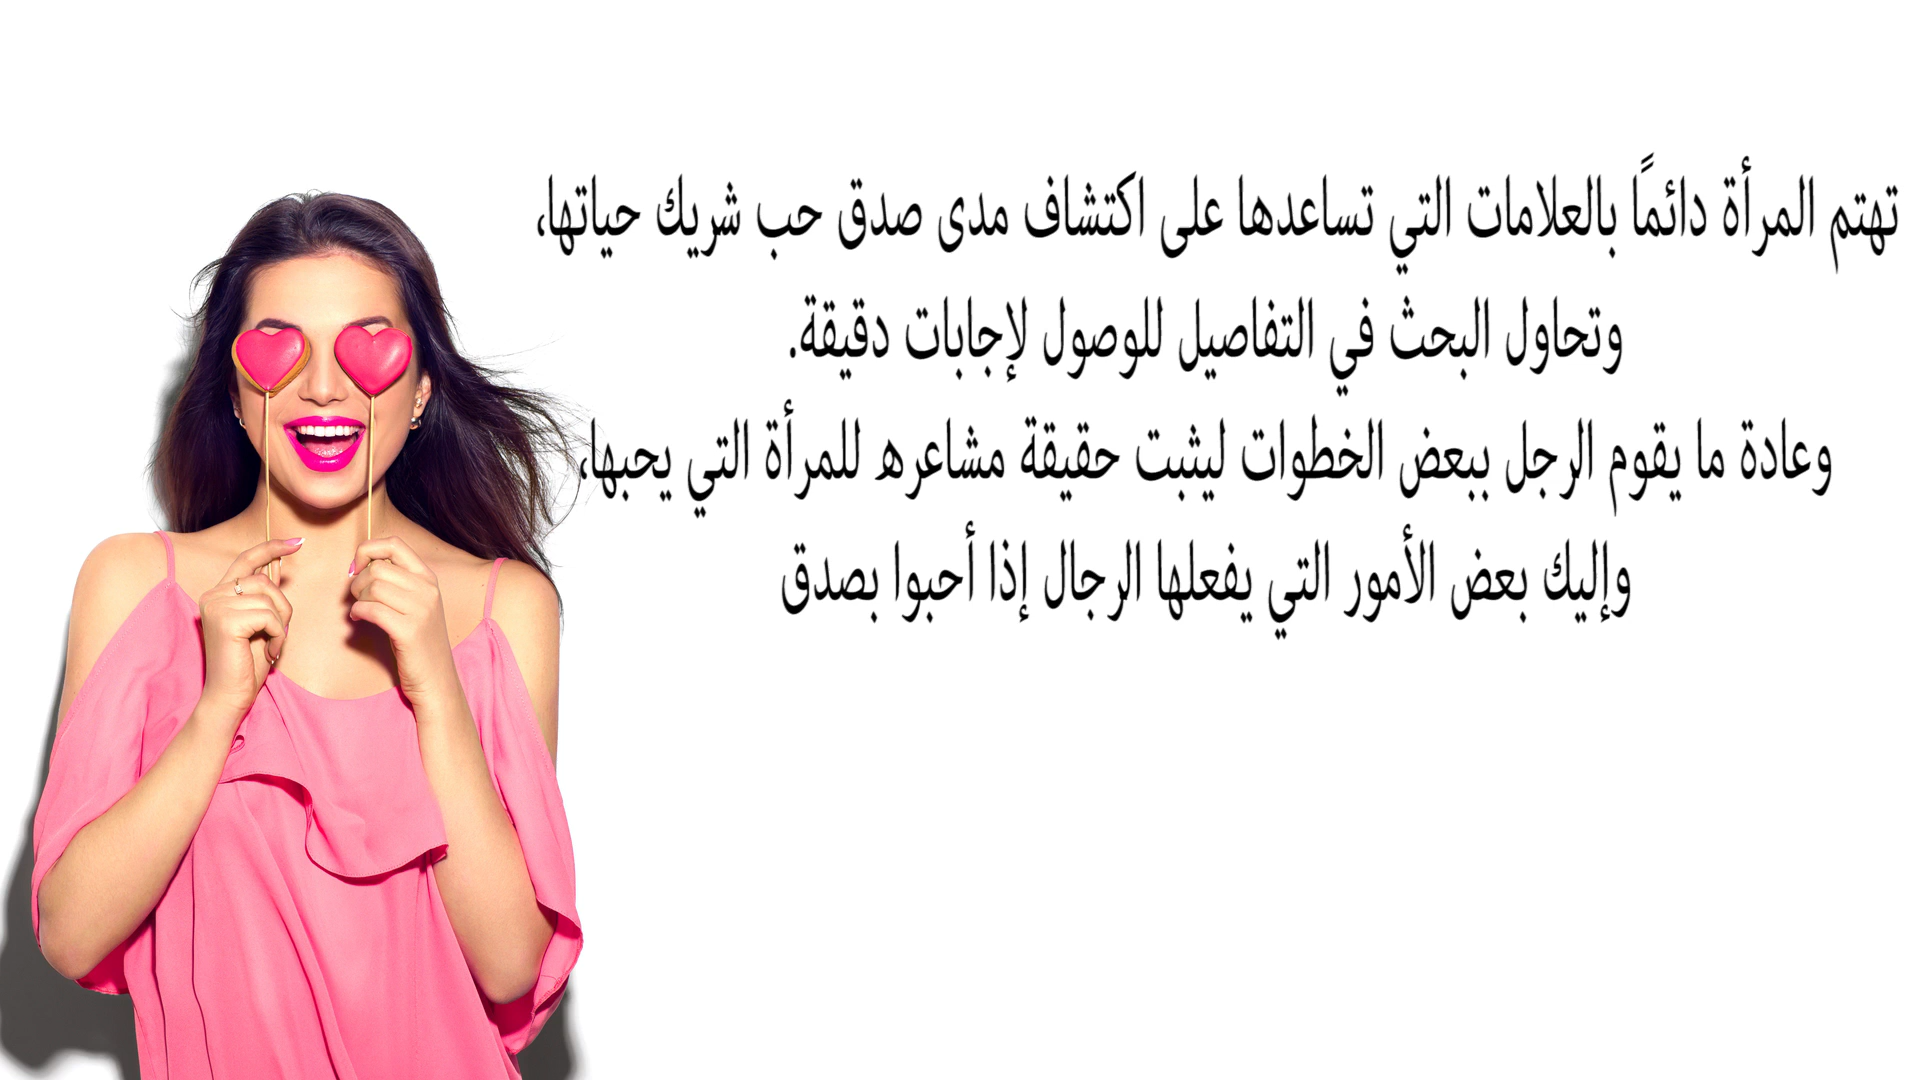 تهتم المرأة دائمًا بالعلامات التي تساعدها على اكتشاف مدى صدق حب شريك حياتها،
وتحاول البحث في التفاصيل للوصول لإجابات دقيقة.
وعادة ما يقوم الرجل ببعض الخطوات ليثبت حقيقة مشاعره للمرأة التي يحبها،
وإليك بعض الأمور التي يفعلها الرجال إذا أحبوا بصدق